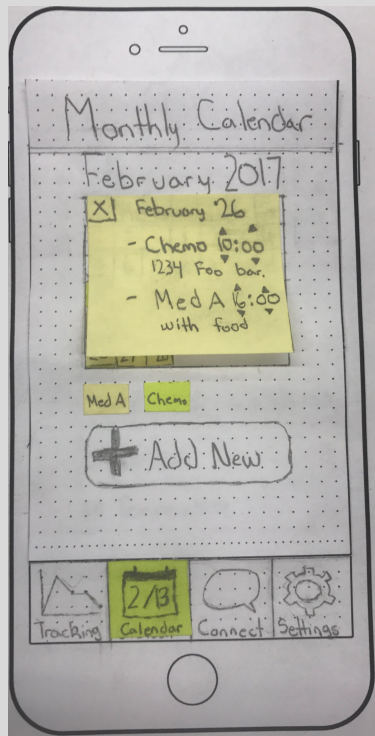 Monthly Calendar
February 2017
X February 26
- Chemo 10:00
1234 Foo bar.
- Med A 6:00
with food
Med A Chemo
+ Add New
2/13
Tracking Calendar Connect Settings